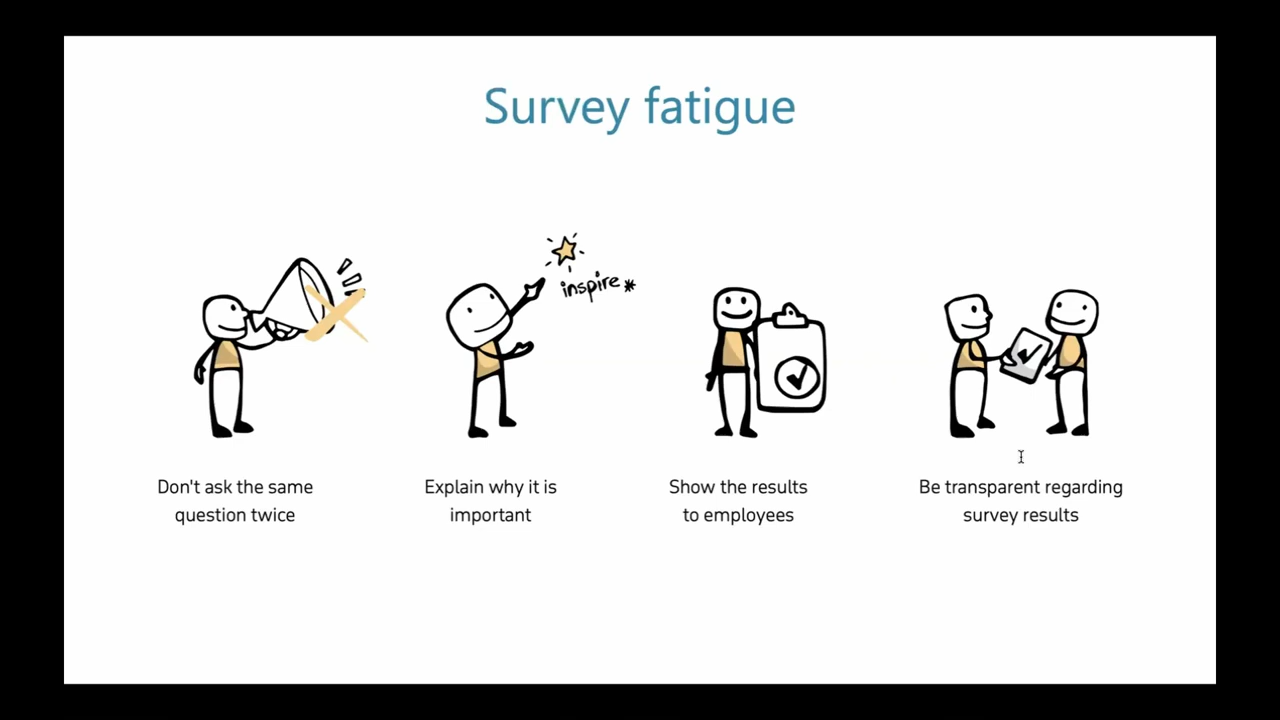 Survey fatigue
inspire*
Don't ask the same
question twice
Explain why it is
important
Show the results
to employees
Be transparent regarding
survey results